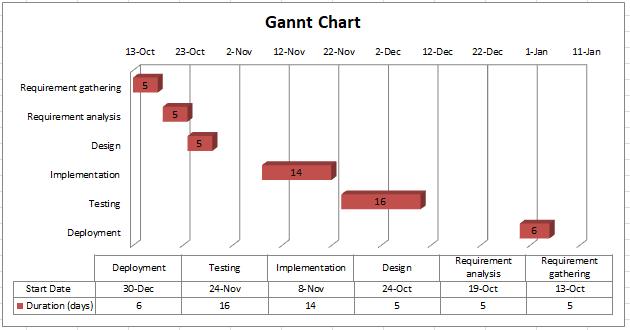 Gannt Chart
13-Oct 23-Oct 2-Nov 12-Nov 22-Nov 2-Dec 12-Dec 22-Dec 1-Jan 11-Jan
Requirement gathering 5
Requirement analysis 5
Design 5
Implementation 14
Testing 16
Deployment 6
Deployment Testing Implementation Design Requirement analysis Requirement gathering
Start Date 30-Dec 24-Nov 8-Nov 24-Oct 19-Oct 13-Oct
Duration (days) 6 16 14 5 5 5